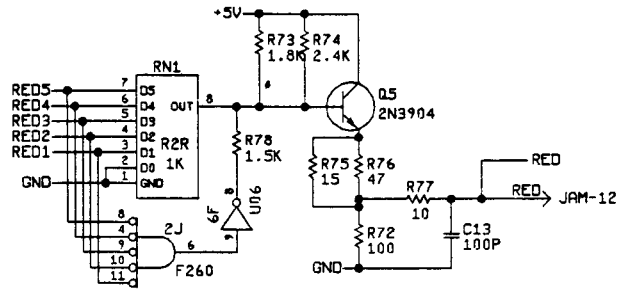 +5V
R73
1.8K
R74
2.4K
RN1
RED5 7 D5
RED4 6 D4
RED3 5 D3
RED2 4 D2
RED1 3 D1
2 D0
GND 1 GND
OUT 8
R2R
1K
Q5
2N3904
R78
1.5K
R75
15
R76
47
R77
10
RED
RED JAM-12
C13
100P
R72
100
GND
6F
8
9
U06
8
4
9
10
11
2J
6
F260